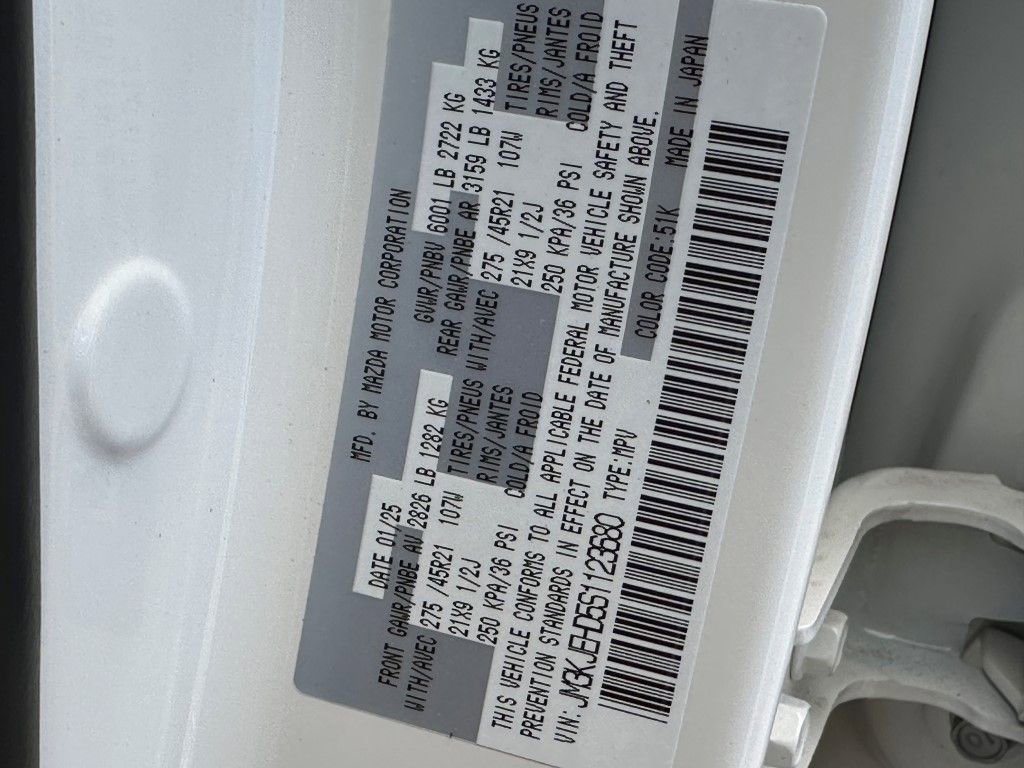 MFD. BY MAZDA MOTOR CORPORATION
DATE 01/25 GVWR/PNBV 6001 LB 2722 KG
FRONT GAWR/PNBE AV 2826 LB 1282 KG REAR GAWR/PNBE AR 3159 LB 1433 KG
WITH/AVEC 275 /45R21 107W TIRES/PNEUS WITH/AVEC 275 /45R21 107W TIRES/PNEUS
21X9 1/2J RIMS/JANTES 21X9 1/2J RIMS/JANTES
250 KPA/36 PSI COLD/A FROID 250 KPA/36 PSI COLD/A FROID
THIS VEHICLE CONFORMS TO ALL APPLICABLE FEDERAL MOTOR VEHICLE SAFETY AND THEFT
PREVENTION STANDARDS IN EFFECT ON THE DATE OF MANUFACTURE SHOWN ABOVE.
VIN: JM3KJEHD5S1123680 TYPE:MPV COLOR CODE:51K MADE IN JAPAN